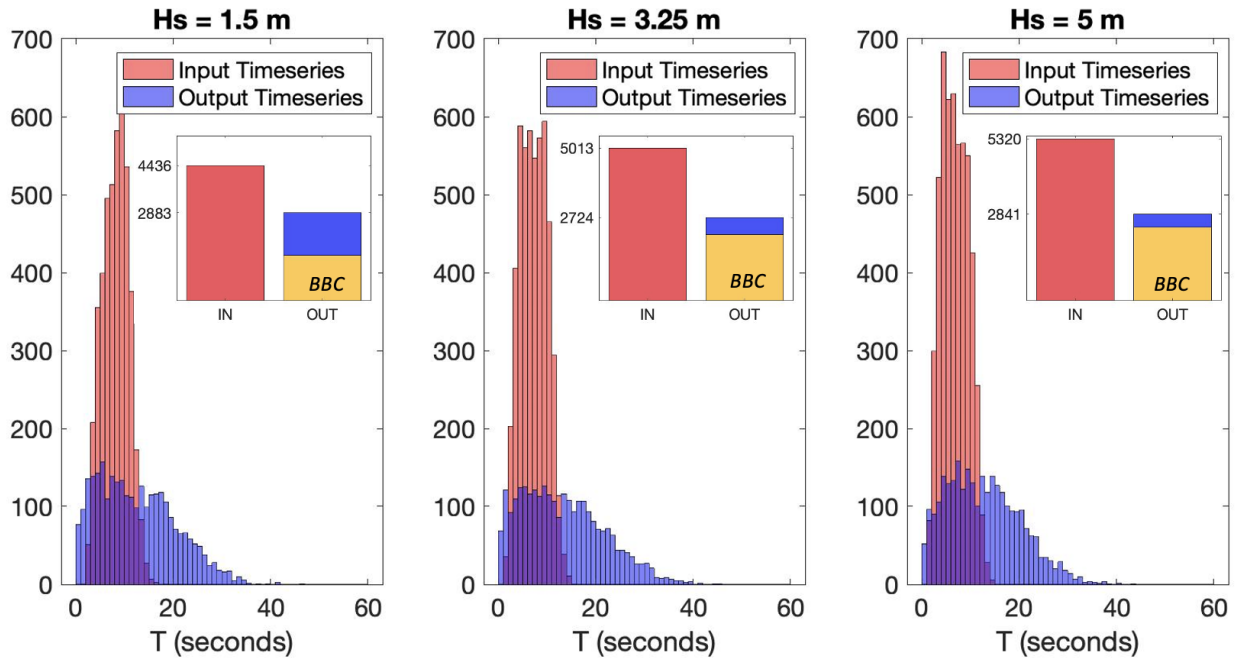 Hs = 1.5 m
700
600
500
400
300
200
100
0
0 20 40 60
T (seconds)
Input Timeseries
Output Timeseries
4436
2883
BBC
IN OUT
Hs = 3.25 m
700
600
500
400
300
200
100
0
0 20 40 60
T (seconds)
Input Timeseries
Output Timeseries
5013
2724
BBC
IN OUT
Hs = 5 m
700
600
500
400
300
200
100
0
0 20 40 60
T (seconds)
Input Timeseries
Output Timeseries
5320
2841
BBC
IN OUT